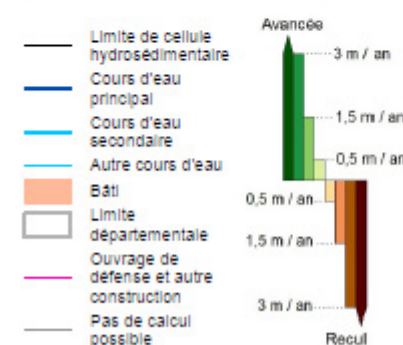 Limite de cellule
hydrosédimentaire
Cours d'eau
principal
Cours d'eau
secondaire
Autre cours d'eau
Bâti
Limite
départementale
Ouvrage de
défense et autre
construction
Pas de calcul
possible
Avancée
3 m / an
1,5 m / an
0,5 m / an
0,5 m / an
1,5 m / an
3 m / an
Recul